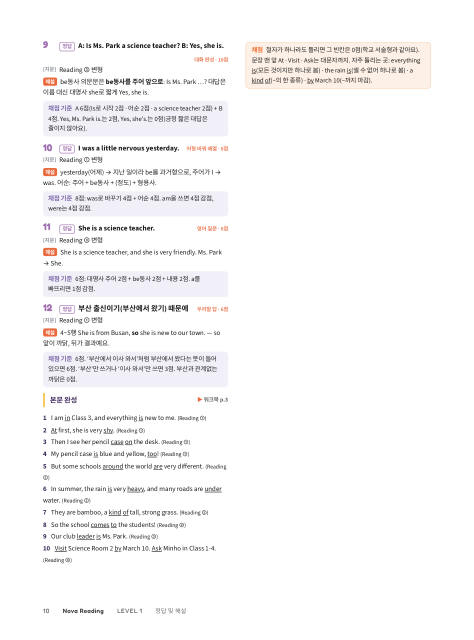 9 정답 A: Is Ms. Park a science teacher? B: Yes, she is.
대화 완성 · 10점
[지문] Reading ③ 변형
해설 be동사 의문문은 be동사를 주어 앞으로: Is Ms. Park …? 대답은
이름 대신 대명사 she로 짧게 Yes, she is.
채점 기준 A 6점(Is로 시작 2점 · 어순 2점 · a science teacher 2점) + B
4점. Yes, Ms. Park is.는 2점, Yes, she's.는 0점(긍정 짧은 대답은
줄이지 않아요).
10 정답 I was a little nervous yesterday.
어형 바꿔 배열 · 8점
[지문] Reading ① 변형
해설 yesterday(어제) → 지난 일이라 be를 과거형으로, 주어가 I →
was. 어순: 주어 + be동사 + (정도) + 형용사.
채점 기준 8점: was로 바꾸기 4점 + 어순 4점. am을 쓰면 4점 감점,
were는 4점 감점.
11 정답 She is a science teacher.
영어 질문 · 6점
[지문] Reading ③ 변형
해설 She is a science teacher, and she is very friendly. Ms. Park
→ She.
채점 기준 6점: 대명사 주어 2점 + be동사 2점 + 내용 2점. a를
빠뜨리면 1점 감점.
12 정답 부산 출신이기(부산에서 왔기) 때문에
우리말 답 · 6점
[지문] Reading ③ 변형
해설 4~5행 She is from Busan, so she is new to our town. — so
앞이 까닭, 뒤가 결과예요.
채점 기준 6점. '부산에서 이사 와서'처럼 부산에서 왔다는 뜻이 들어
있으면 6점. '부산'만 쓰거나 '이사 와서'만 쓰면 3점. 부산과 관계없는
까닭은 0점.
본문 완성 ▶ 워크북 p.3
1 I am in Class 3, and everything is new to me. (Reading ①)
2 At first, she is very shy. (Reading ③)
3 Then I see her pencil case on the desk. (Reading ③)
4 My pencil case is blue and yellow, too! (Reading ③)
5 But some schools around the world are very different. (Reading
②)
6 In summer, the rain is very heavy, and many roads are under
water. (Reading ②)
7 They are bamboo, a kind of tall, strong grass. (Reading ②)
8 So the school comes to the students! (Reading ②)
9 Our club leader is Ms. Park. (Reading ③)
10 Visit Science Room 2 by March 10. Ask Minho in Class 1-4.
(Reading ③)
채점 철자가 하나라도 틀리면 그 빈칸은 0점(학교 서술형과 같아요).
문장 맨 앞 At · Visit · Ask는 대문자까지. 자주 틀리는 곳: everything
is(모든 것이지만 하나로 봄) · the rain is(셀 수 없어 하나로 봄) · a
kind of(~의 한 종류) · by March 10(~까지 마감).
10 Nova Reading LEVEL 1 정답 및 해설